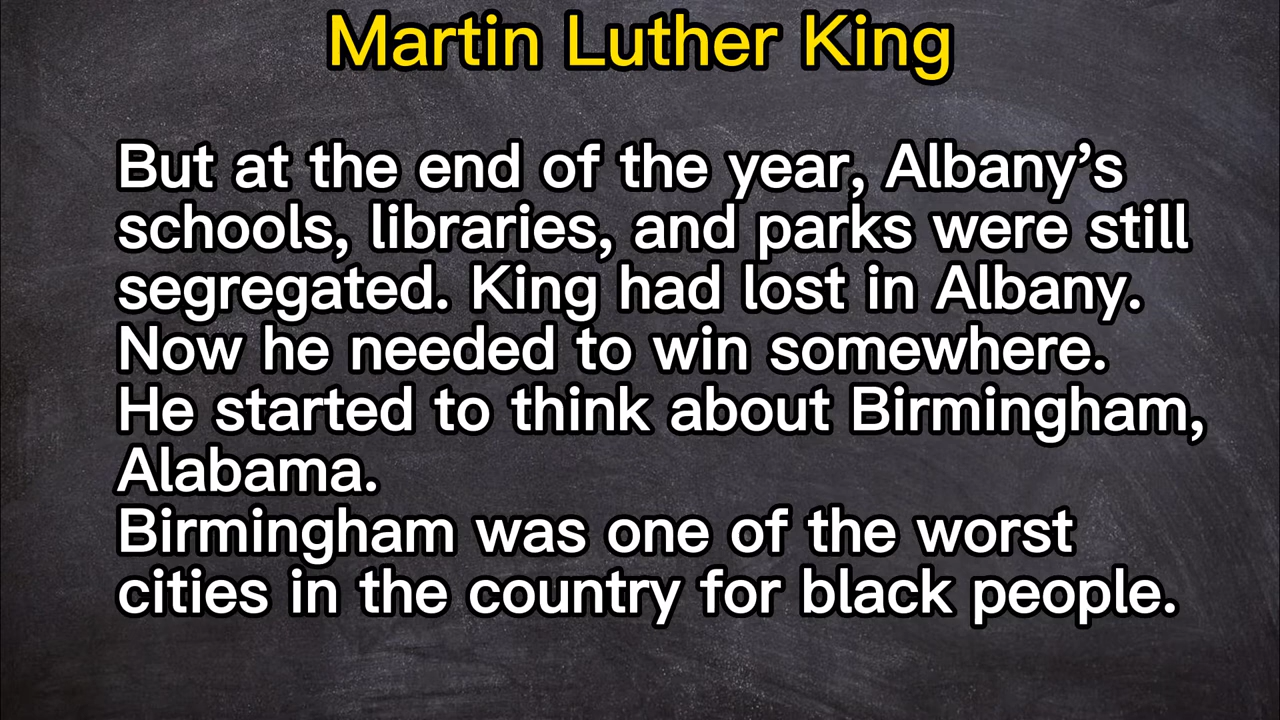 Martin Luther King
But at the end of the year, Albany’s
schools, libraries, and parks were still
segregated. King had lost in Albany.
Now he needed to win somewhere.
He started to think about Birmingham,
Alabama.
Birmingham was one of the worst
cities in the country for black people.